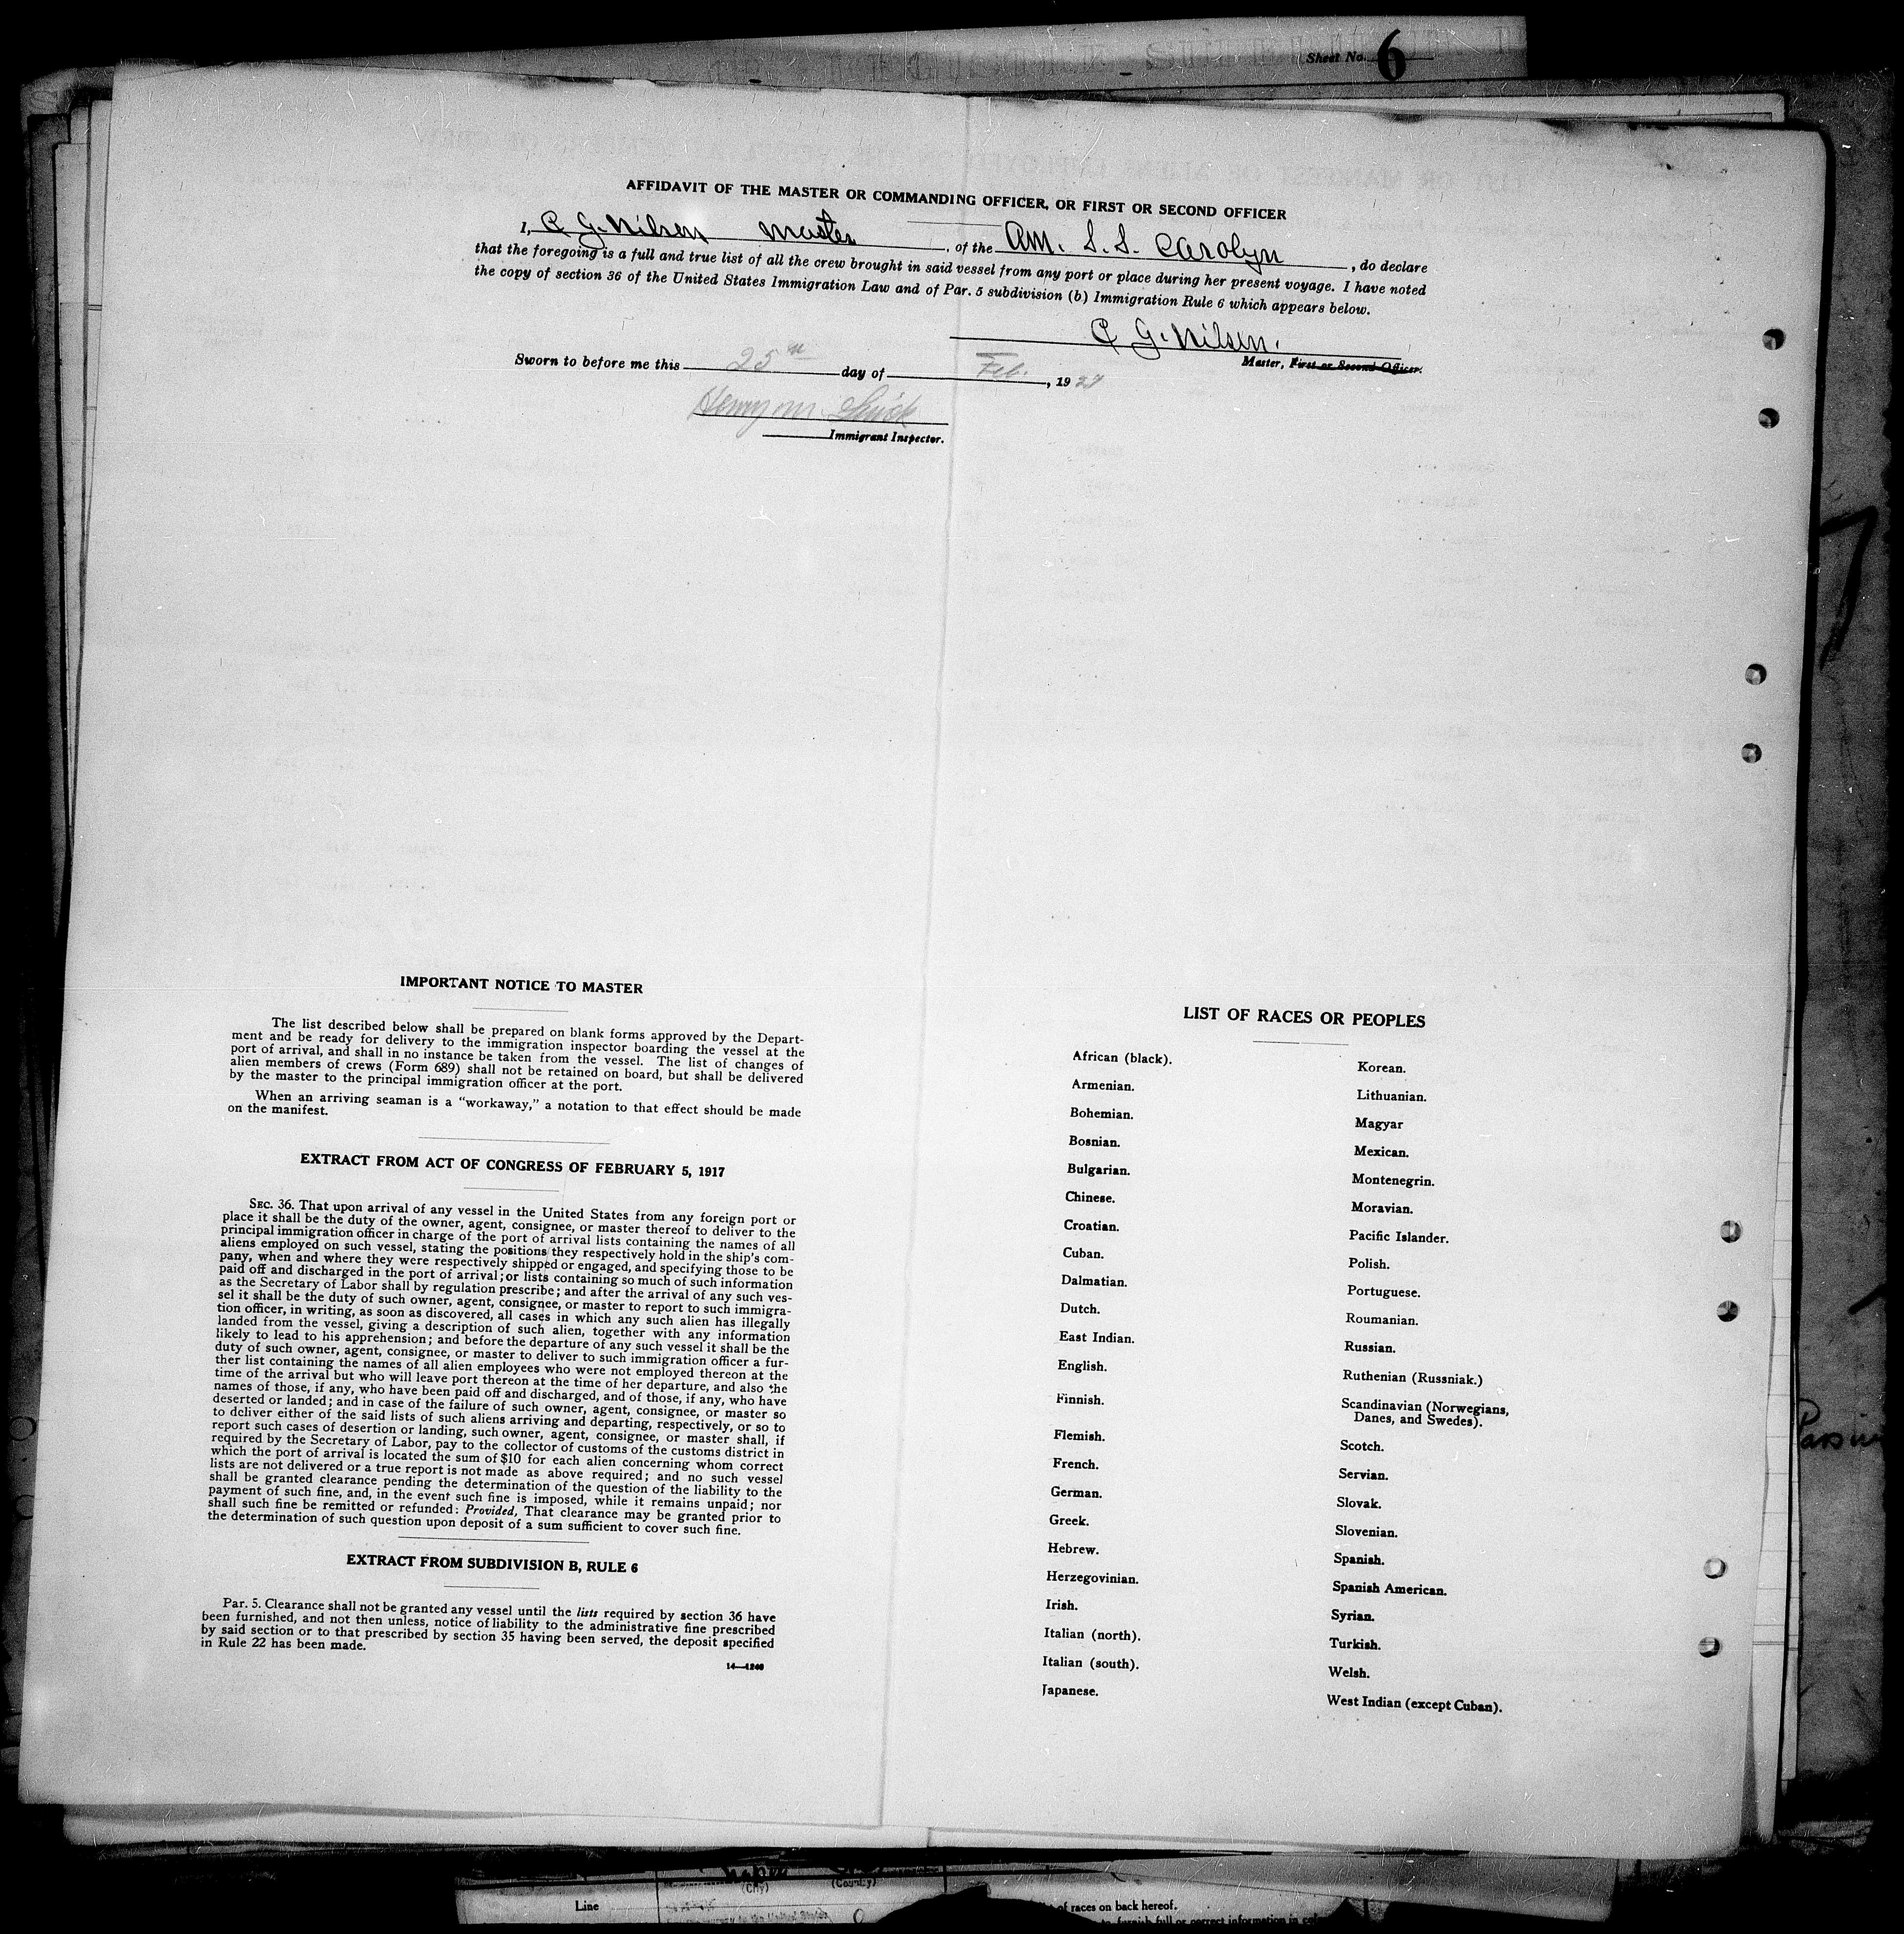 Sheet No. 6
AFFIDAVIT OF THE MASTER OR COMMANDING OFFICER, OR FIRST OR SECOND OFFICER
I, C G. Nilsen master, of the Am. S. S. Carolyn, do declare
that the foregoing is a full and true list of all the crew brought in said vessel from any port or place during her present voyage. I have noted
the copy of section 36 of the United States Immigration Law and of Par. 5 subdivision (b) Immigration Rule 6 which appears below.
C G. Nilsen.
Master, First or Second Officer.
Sworn to before me this 25th day of Feb., 1927
Henry M
Immigrant Inspector.
IMPORTANT NOTICE TO MASTER
The list described below shall be prepared on blank forms approved by the Depart-
ment and be ready for delivery to the immigration inspector boarding the vessel at the
port of arrival, and shall in no instance be taken from the vessel. The list of changes of
alien members of crews (Form 689) shall not be retained on board, but shall be delivered
by the master to the principal immigration officer at the port.
When an arriving seaman is a "workaway," a notation to that effect should be made
on the manifest.
EXTRACT FROM ACT OF CONGRESS OF FEBRUARY 5, 1917
SEC. 36. That upon arrival of any vessel in the United States from any foreign port or
place it shall be the duty of the owner, agent, consignee, or master thereof to deliver to the
principal immigration officer in charge of the port of arrival lists containing the names of all
aliens employed on such vessel, stating the positions they respectively hold in the ship's com-
pany, when and where they were respectively shipped or engaged, and specifying those to be
paid off and discharged in the port of arrival; or lists containing so much of such information
as the Secretary of Labor shall by regulation prescribe; and after the arrival of any such ves-
sel it shall be the duty of such owner, agent, consignee, or master to report to such immigra-
tion officer, in writing, as soon as discovered, all cases in which any such alien has illegally
landed from the vessel, giving a description of such alien, together with any information
likely to lead to his apprehension; and before the departure of any such vessel it shall be the
duty of such owner, agent, consignee, or master to deliver to such immigration officer a fur-
ther list containing the names of all alien employees who were not employed thereon at the
time of the arrival but who will leave port thereon at the time of her departure, and also the
names of those, if any, who have been paid off and discharged, and of those, if any, who have
deserted or landed; and in case of the failure of such owner, agent, consignee, or master so
to deliver either of the said lists of such aliens arriving and departing, respectively, or so to
report such cases of desertion or landing, such owner, agent, consignee, or master shall, if
required by the Secretary of Labor, pay to the collector of customs of the customs district in
which the port of arrival is located the sum of $10 for each alien concerning whom correct
lists are not delivered or a true report is not made as above required; and no such vessel
shall be granted clearance pending the determination of the question of the liability to the
payment of such fine, and, in the event such fine is imposed, while it remains unpaid; nor
shall such fine be remitted or refunded: Provided, That clearance may be granted prior to
the determination of such question upon deposit of a sum sufficient to cover such fine.
EXTRACT FROM SUBDIVISION B, RULE 6
Par. 5. Clearance shall not be granted any vessel until the lists required by section 36 have
been furnished, and not then unless, notice of liability to the administrative fine prescribed
by said section or to that prescribed by section 35 having been served, the deposit specified
in Rule 22 has been made.
14—1240
LIST OF RACES OR PEOPLES
African (black).
Armenian.
Bohemian.
Bosnian.
Bulgarian.
Chinese.
Croatian.
Cuban.
Dalmatian.
Dutch.
East Indian.
English.
Finnish.
Flemish.
French.
German.
Greek.
Hebrew.
Herzegovinian.
Irish.
Italian (north).
Italian (south).
Japanese.
Korean.
Lithuanian.
Magyar
Mexican.
Montenegrin.
Moravian.
Pacific Islander.
Polish.
Portuguese.
Roumanian.
Russian.
Ruthenian (Russniak.)
Scandinavian (Norwegians,
Danes, and Swedes).
Scotch.
Servian.
Slovak.
Slovenian.
Spanish.
Spanish American.
Syrian.
Turkish.
Welsh.
West Indian (except Cuban).
(City) (Country)
Line
of races on back hereof.
furnish full or correct information in